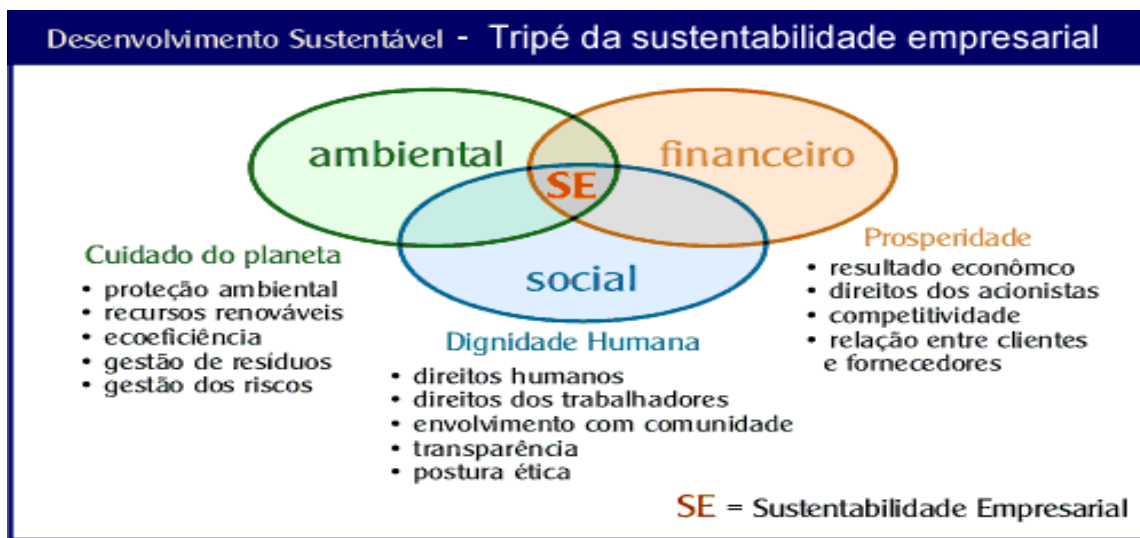 Desenvolvimento Sustentável - Tripé da sustentabilidade empresarial
ambiental
financeiro
SE
social
Cuidado do planeta
• proteção ambiental
• recursos renováveis
• ecoeficiência
• gestão de resíduos
• gestão dos riscos
Dignidade Humana
• direitos humanos
• direitos dos trabalhadores
• envolvimento com comunidade
• transparência
• postura ética
Prosperidade
• resultado econômco
• direitos dos acionistas
• competitividade
• relação entre clientes
e fornecedores
SE = Sustentabilidade Empresarial